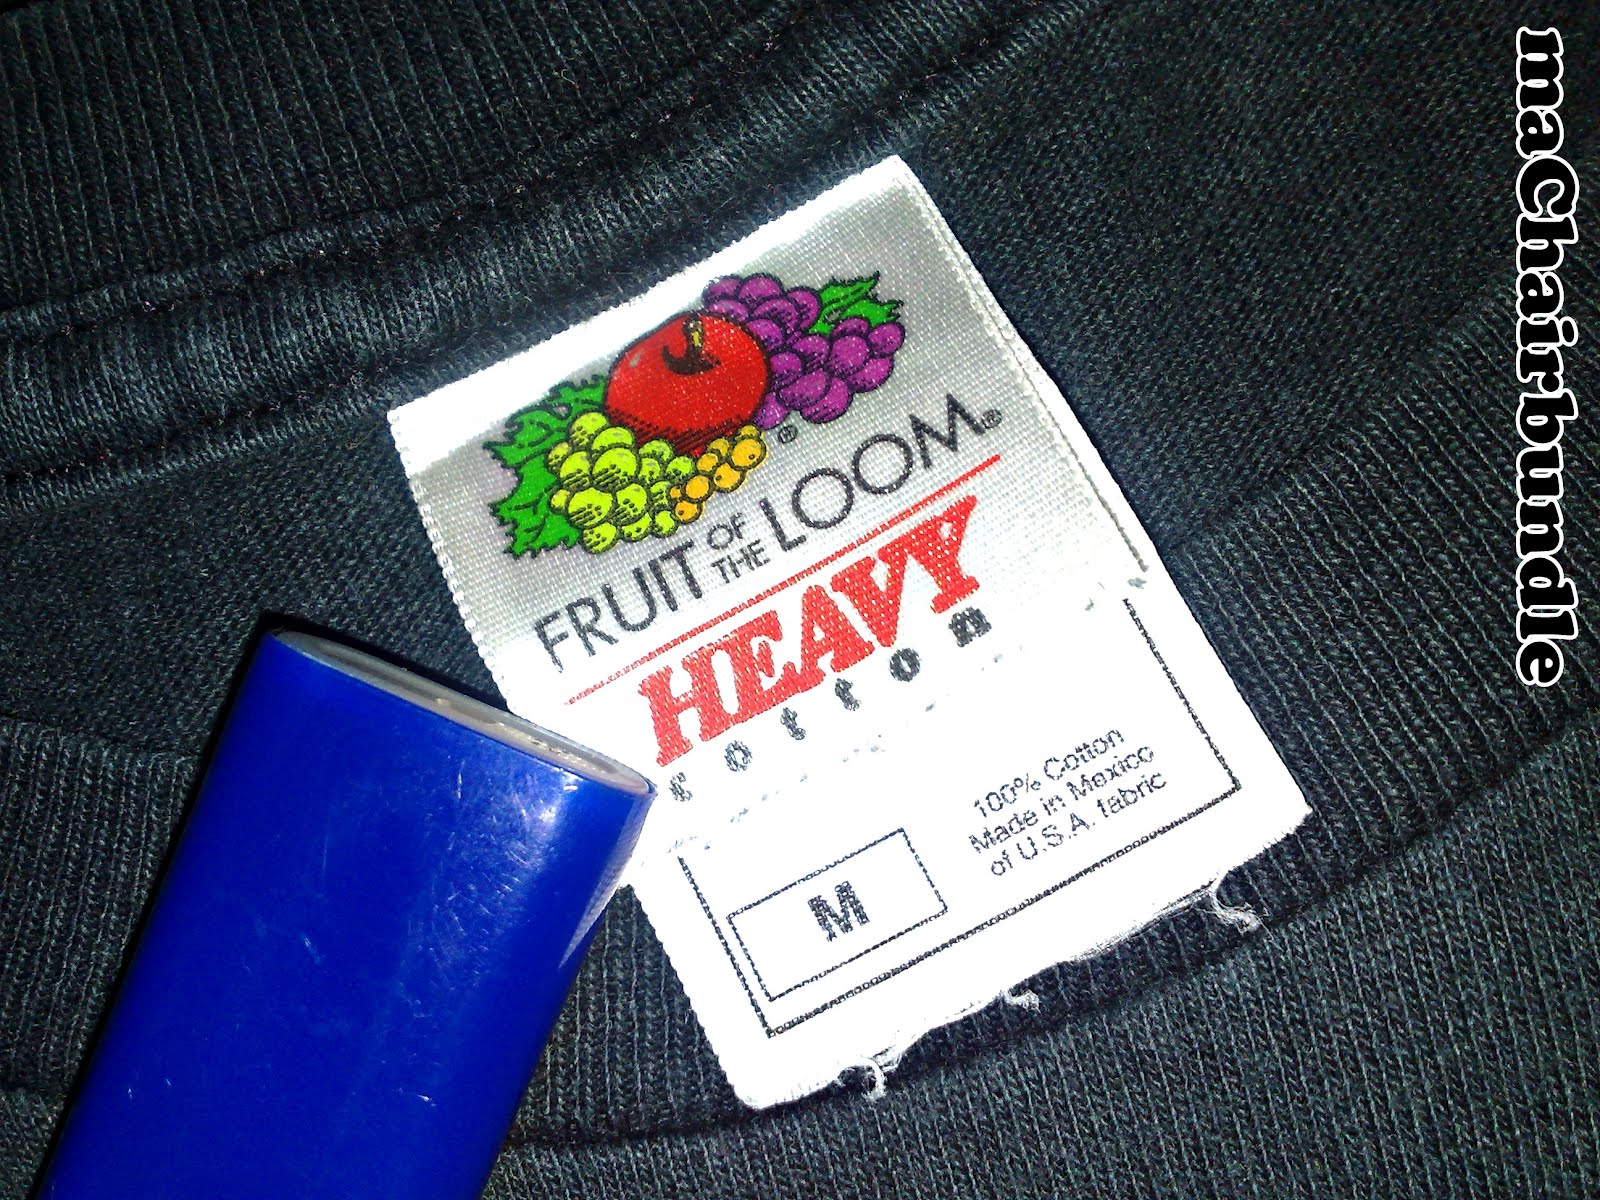 FRUIT OF THE LOOM®
HEAVY
cotton
100% Cotton
Made in Mexico
of U.S.A. fabric
M
maChairbundle